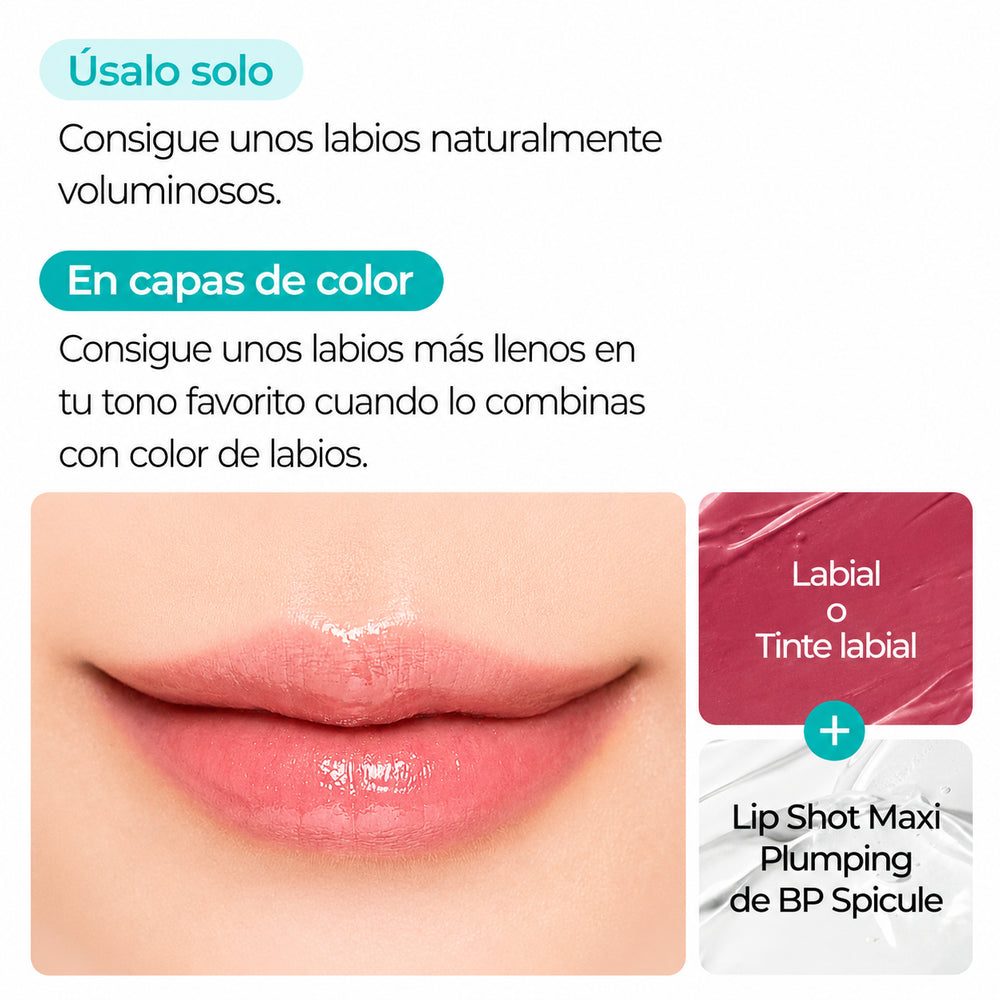 Úsalo solo
Consigue unos labios naturalmente
voluminosos.
En capas de color
Consigue unos labios más llenos en
tu tono favorito cuando lo combinas
con color de labios.
Labial
o
Tinte labial
+
Lip Shot Maxi
Plumping
de BP Spicule